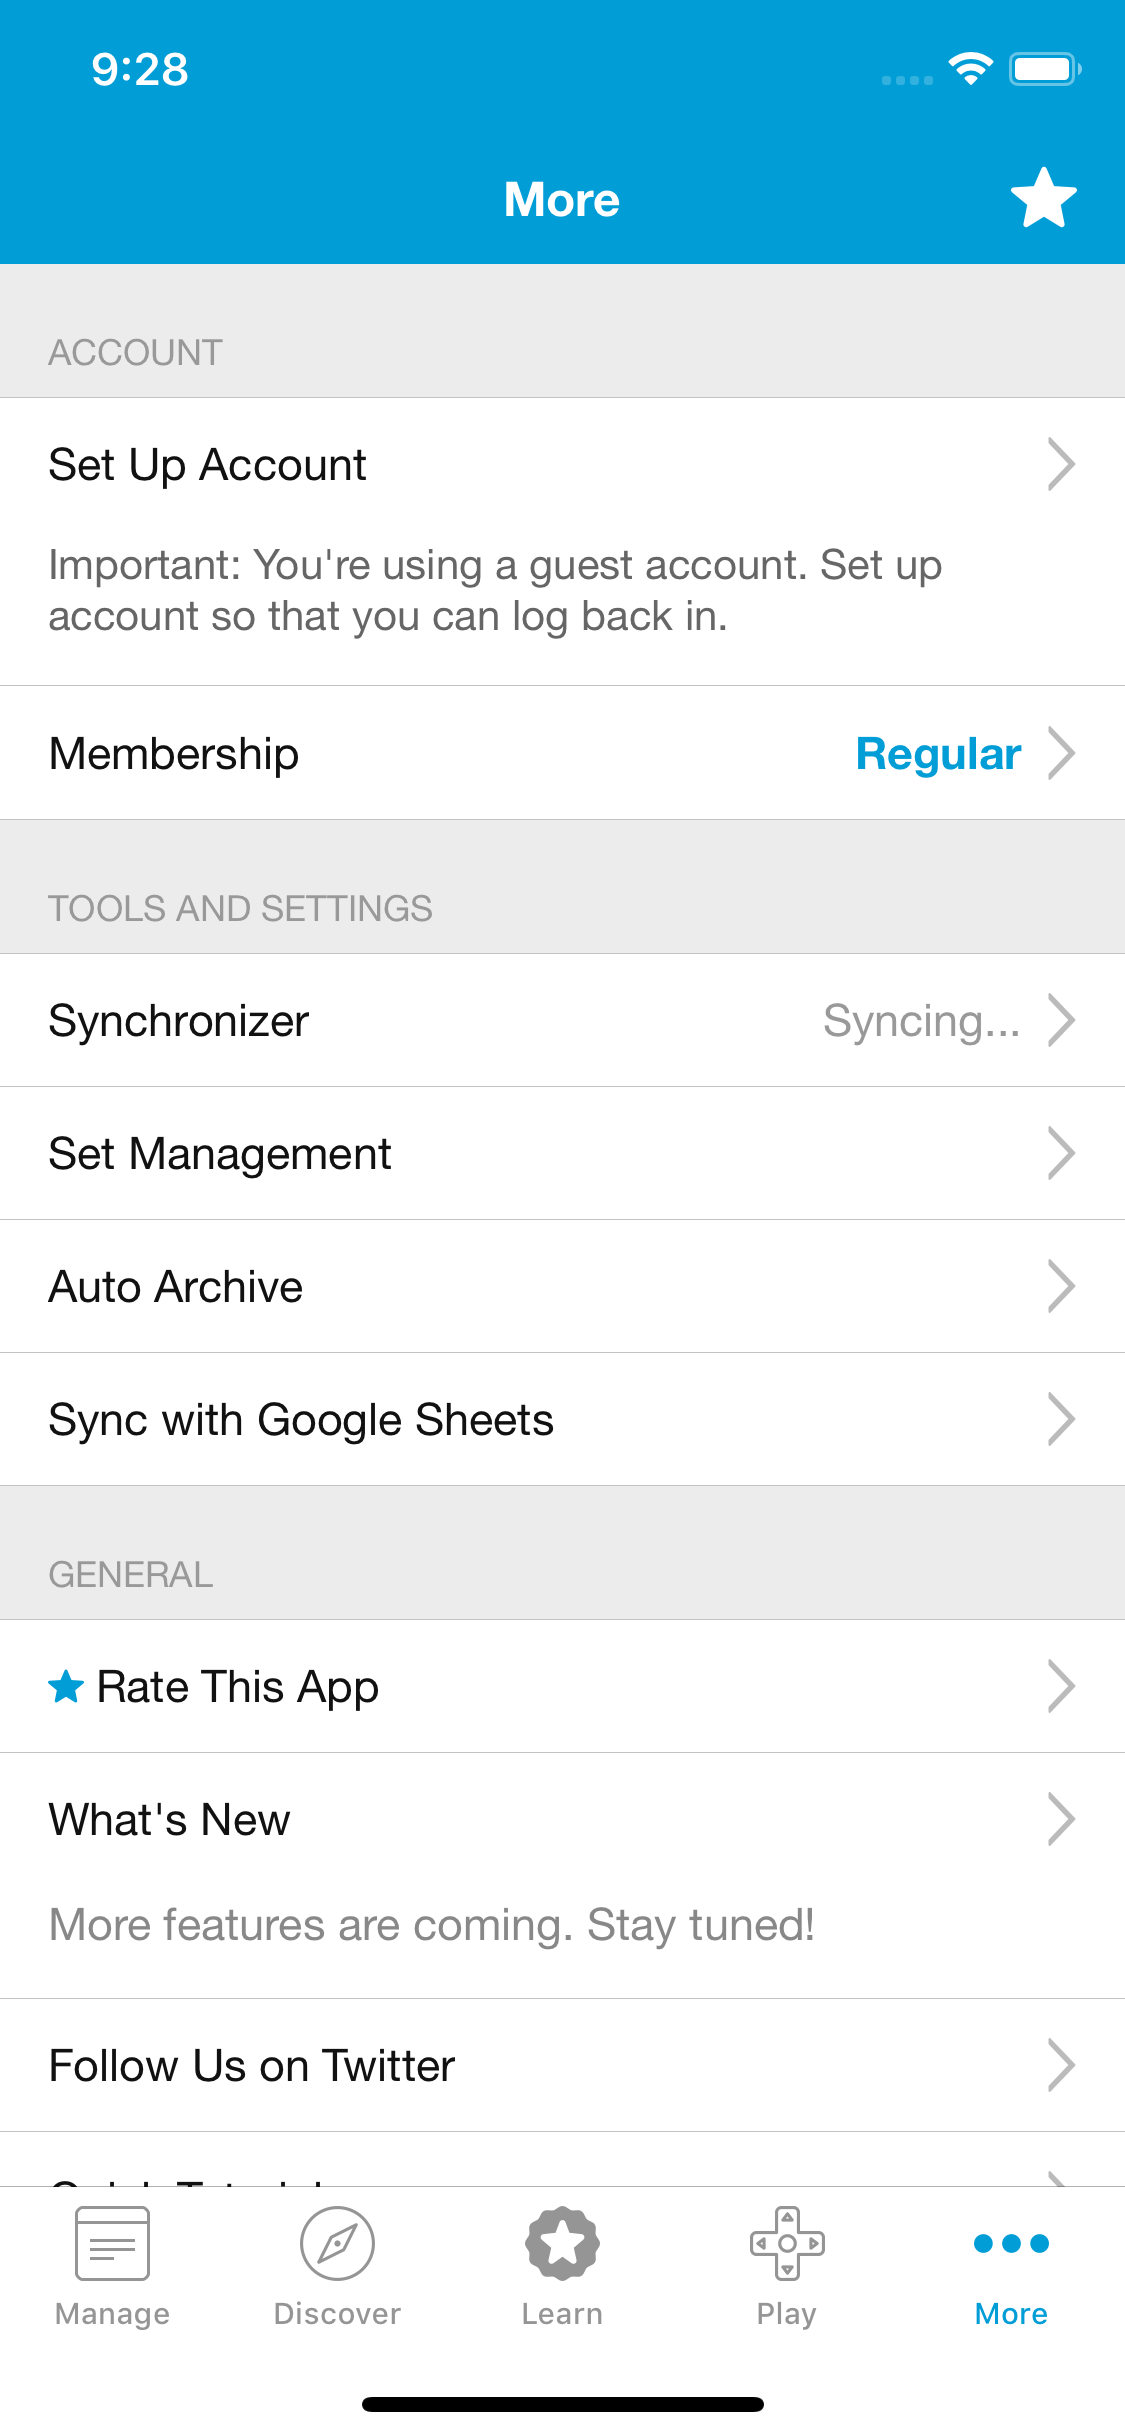 9:28
More
ACCOUNT
Set Up Account
Important: You're using a guest account. Set up
account so that you can log back in.
Membership
Regular
TOOLS AND SETTINGS
Synchronizer
Syncing...
Set Management
Auto Archive
Sync with Google Sheets
GENERAL
Rate This App
What's New
More features are coming. Stay tuned!
Follow Us on Twitter
Manage
Discover
Learn
Play
More